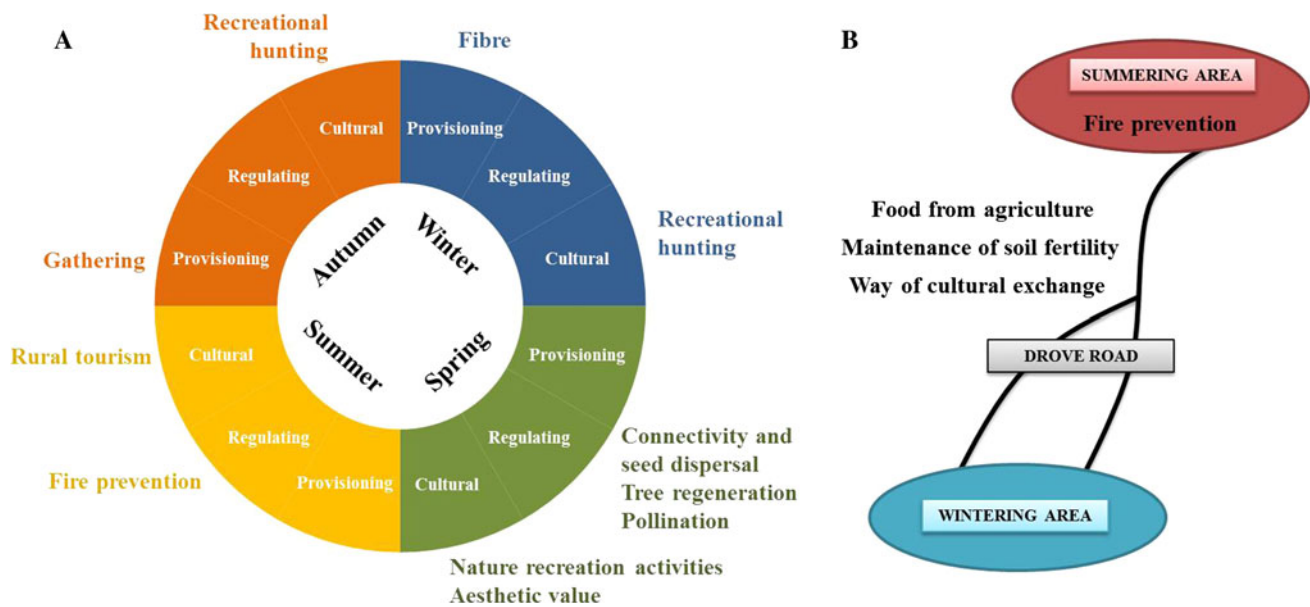 A
Recreational
hunting
Fibre
Cultural
Provisioning
Regulating
Regulating
Recreational
hunting
Gathering
Provisioning
Cultural
Autumn
Winter
Summer
Spring
Rural tourism
Cultural
Provisioning
Regulating
Regulating
Fire prevention
Provisioning
Cultural
Connectivity and
seed dispersal
Tree regeneration
Pollination
Nature recreation activities
Aesthetic value
B
SUMMERING AREA
Fire prevention
Food from agriculture
Maintenance of soil fertility
Way of cultural exchange
DROVE ROAD
WINTERING AREA